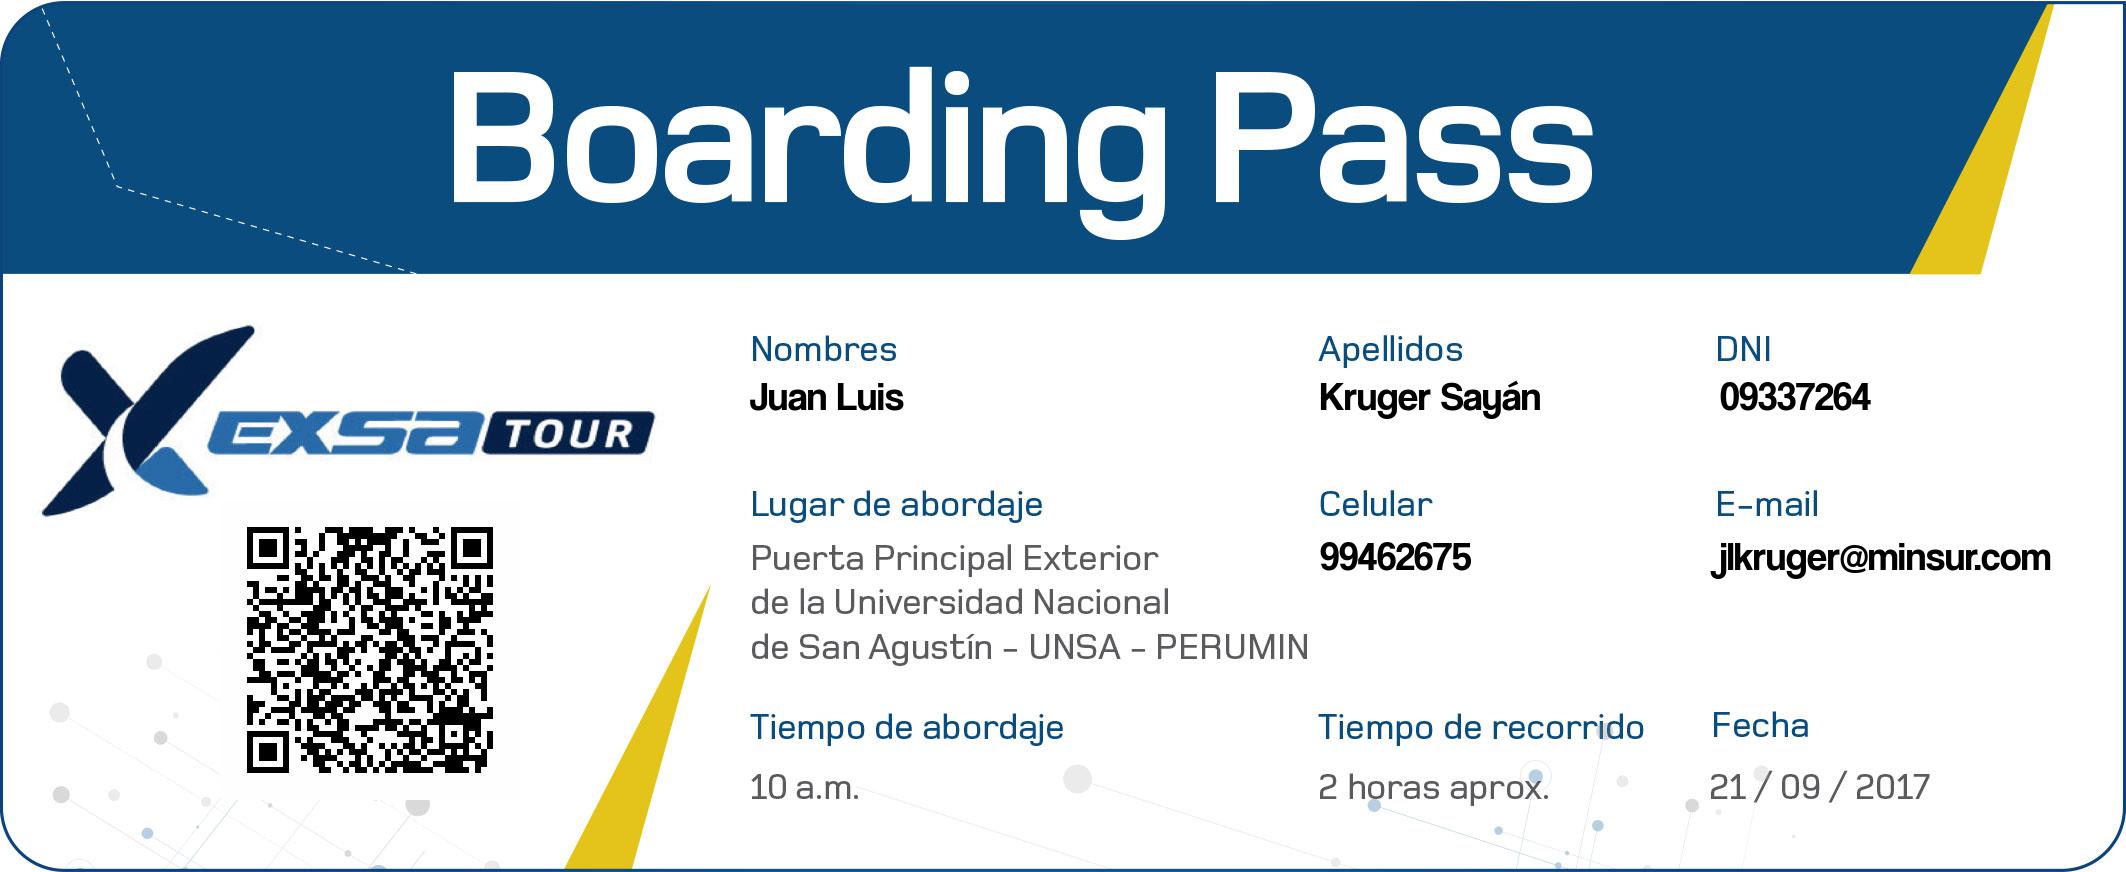 Boarding Pass
EXSA TOUR
Nombres
Juan Luis
Apellidos
Kruger Sayán
DNI
09337264
Lugar de abordaje
Puerta Principal Exterior
de la Universidad Nacional
de San Agustín - UNSA - PERUMIN
Celular
99462675
E-mail
jlkruger@minsur.com
Tiempo de abordaje
10 a.m.
Tiempo de recorrido
2 horas aprox.
Fecha
21 / 09 / 2017